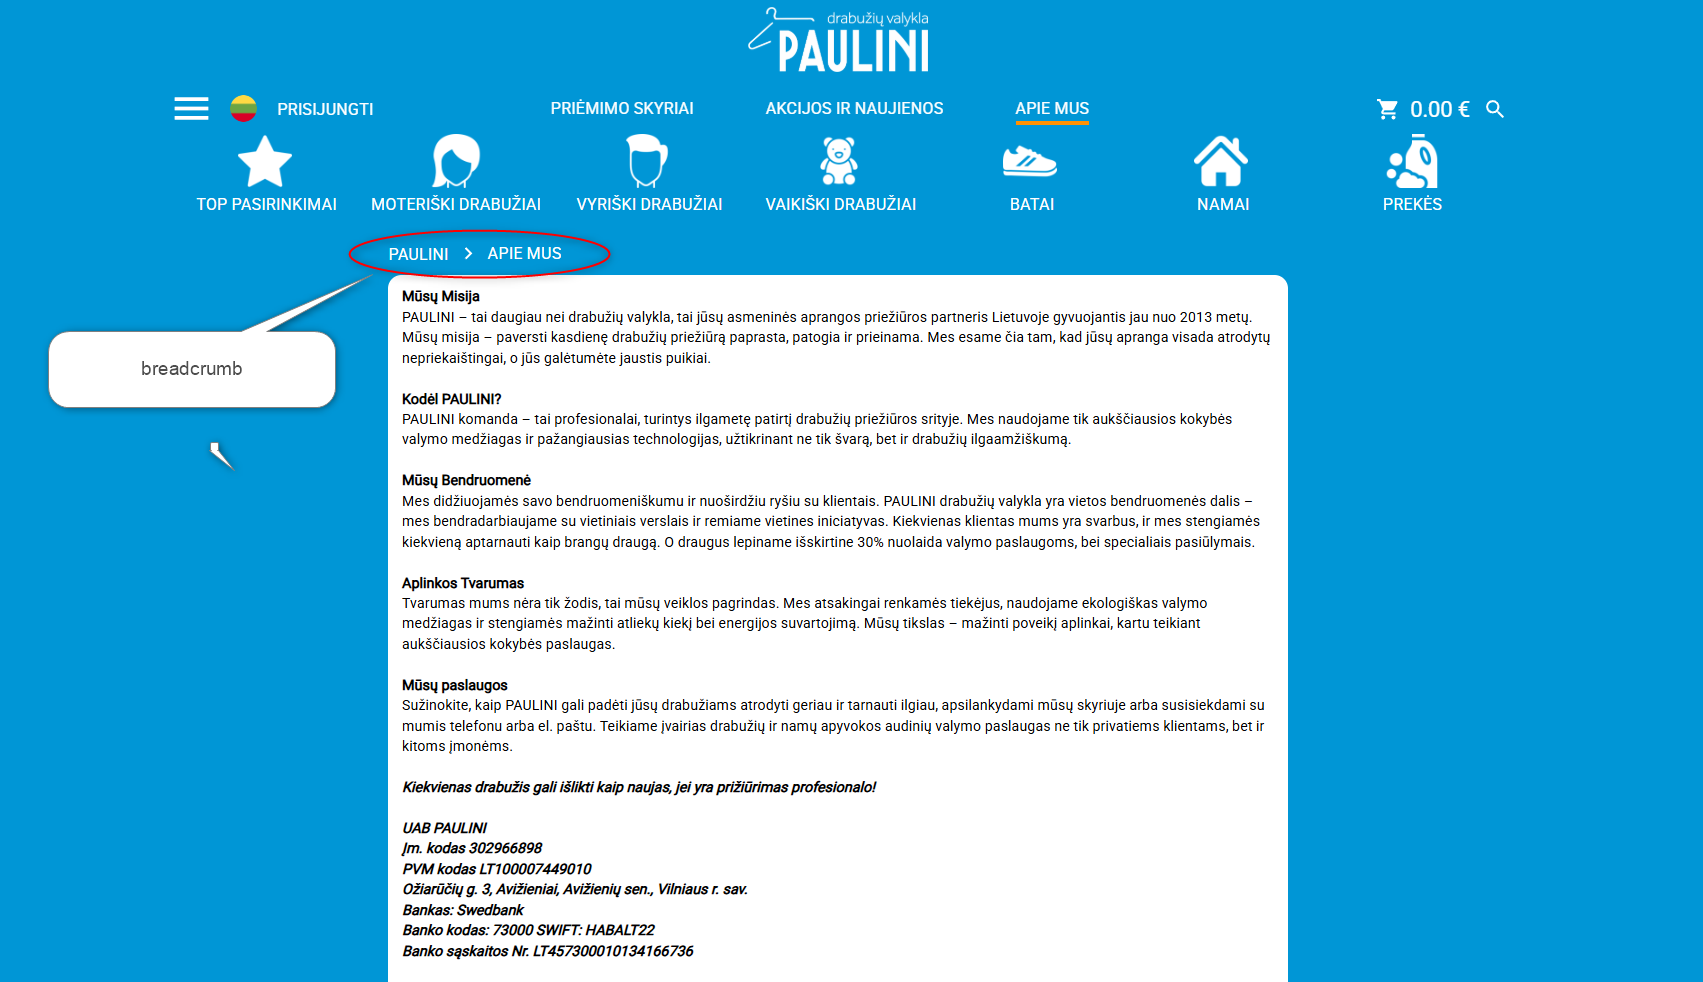 drabužių valykla
PAULINI
PRISIJUNGTI
PRIĖMIMO SKYRIAI
AKCIJOS IR NAUJIENOS
APIE MUS
0.00 €
TOP PASIRINKIMAI
MOTERIŠKI DRABUŽIAI
VYRIŠKI DRABUŽIAI
VAIKIŠKI DRABUŽIAI
BATAI
NAMAI
PREKĖS
PAULINI > APIE MUS
breadcrumb
Mūsų Misija
PAULINI – tai daugiau nei drabužių valykla, tai jūsų asmeninės aprangos priežiūros partneris Lietuvoje gyvuojantis jau nuo 2013 metų.
Mūsų misija – paversti kasdienę drabužių priežiūrą paprasta, patogia ir prieinama. Mes esame čia tam, kad jūsų apranga visada atrodytų
nepriekaištingai, o jūs galėtumėte jaustis puikiai.
Kodėl PAULINI?
PAULINI komanda – tai profesionalai, turintys ilgametę patirtį drabužių priežiūros srityje. Mes naudojame tik aukščiausios kokybės
valymo medžiagas ir pažangiausias technologijas, užtikrinant ne tik švarą, bet ir drabužių ilgaamžiškumą.
Mūsų Bendruomenė
Mes didžiuojamės savo bendruomeniškumu ir nuoširdžiu ryšiu su klientais. PAULINI drabužių valykla yra vietos bendruomenės dalis –
mes bendradarbiaujame su vietiniais verslais ir remiame vietines iniciatyvas. Kiekvienas klientas mums yra svarbus, ir mes stengiamės
kiekvieną aptarnauti kaip brangų draugą. O draugus lepiname išskirtine 30% nuolaida valymo paslaugoms, bei specialiais pasiūlymais.
Aplinkos Tvarumas
Tvarumas mums nėra tik žodis, tai mūsų veiklos pagrindas. Mes atsakingai renkamės tiekėjus, naudojame ekologiškas valymo
medžiagas ir stengiamės mažinti atliekų kiekį bei energijos suvartojimą. Mūsų tikslas – mažinti poveikį aplinkai, kartu teikiant
aukščiausios kokybės paslaugas.
Mūsų paslaugos
Sužinokite, kaip PAULINI gali padėti jūsų drabužiams atrodyti geriau ir tarnauti ilgiau, apsilankydami mūsų skyriuje arba susisiekdami su
mumis telefonu arba el. paštu. Teikiame įvairias drabužių ir namų apyvokos audinių valymo paslaugas ne tik privatiems klientams, bet ir
kitoms įmonėms.
Kiekvienas drabužis gali išlikti kaip naujas, jei yra prižiūrimas profesionalo!
UAB PAULINI
Įm. kodas 302966898
PVM kodas LT100007449010
Ožiarūčių g. 3, Avižieniai, Avižienių sen., Vilniaus r. sav.
Bankas: Swedbank
Banko kodas: 73000 SWIFT: HABALT22
Banko sąskaitos Nr. LT457300010134166736